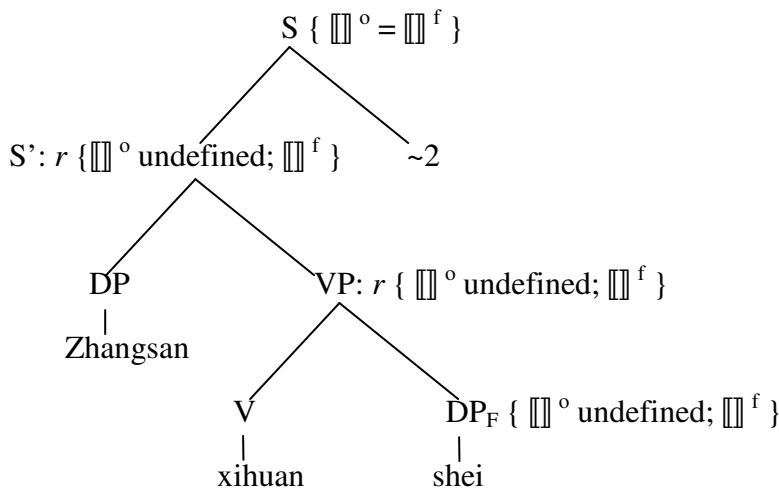 S { ⟦⟧ᵒ = ⟦⟧ᶠ }
S’: r {⟦⟧ᵒ undefined; ⟦⟧ᶠ } ~2
DP VP: r { ⟦⟧ᵒ undefined; ⟦⟧ᶠ }
Zhangsan
V DP_F { ⟦⟧ᵒ undefined; ⟦⟧ᶠ }
xihuan shei